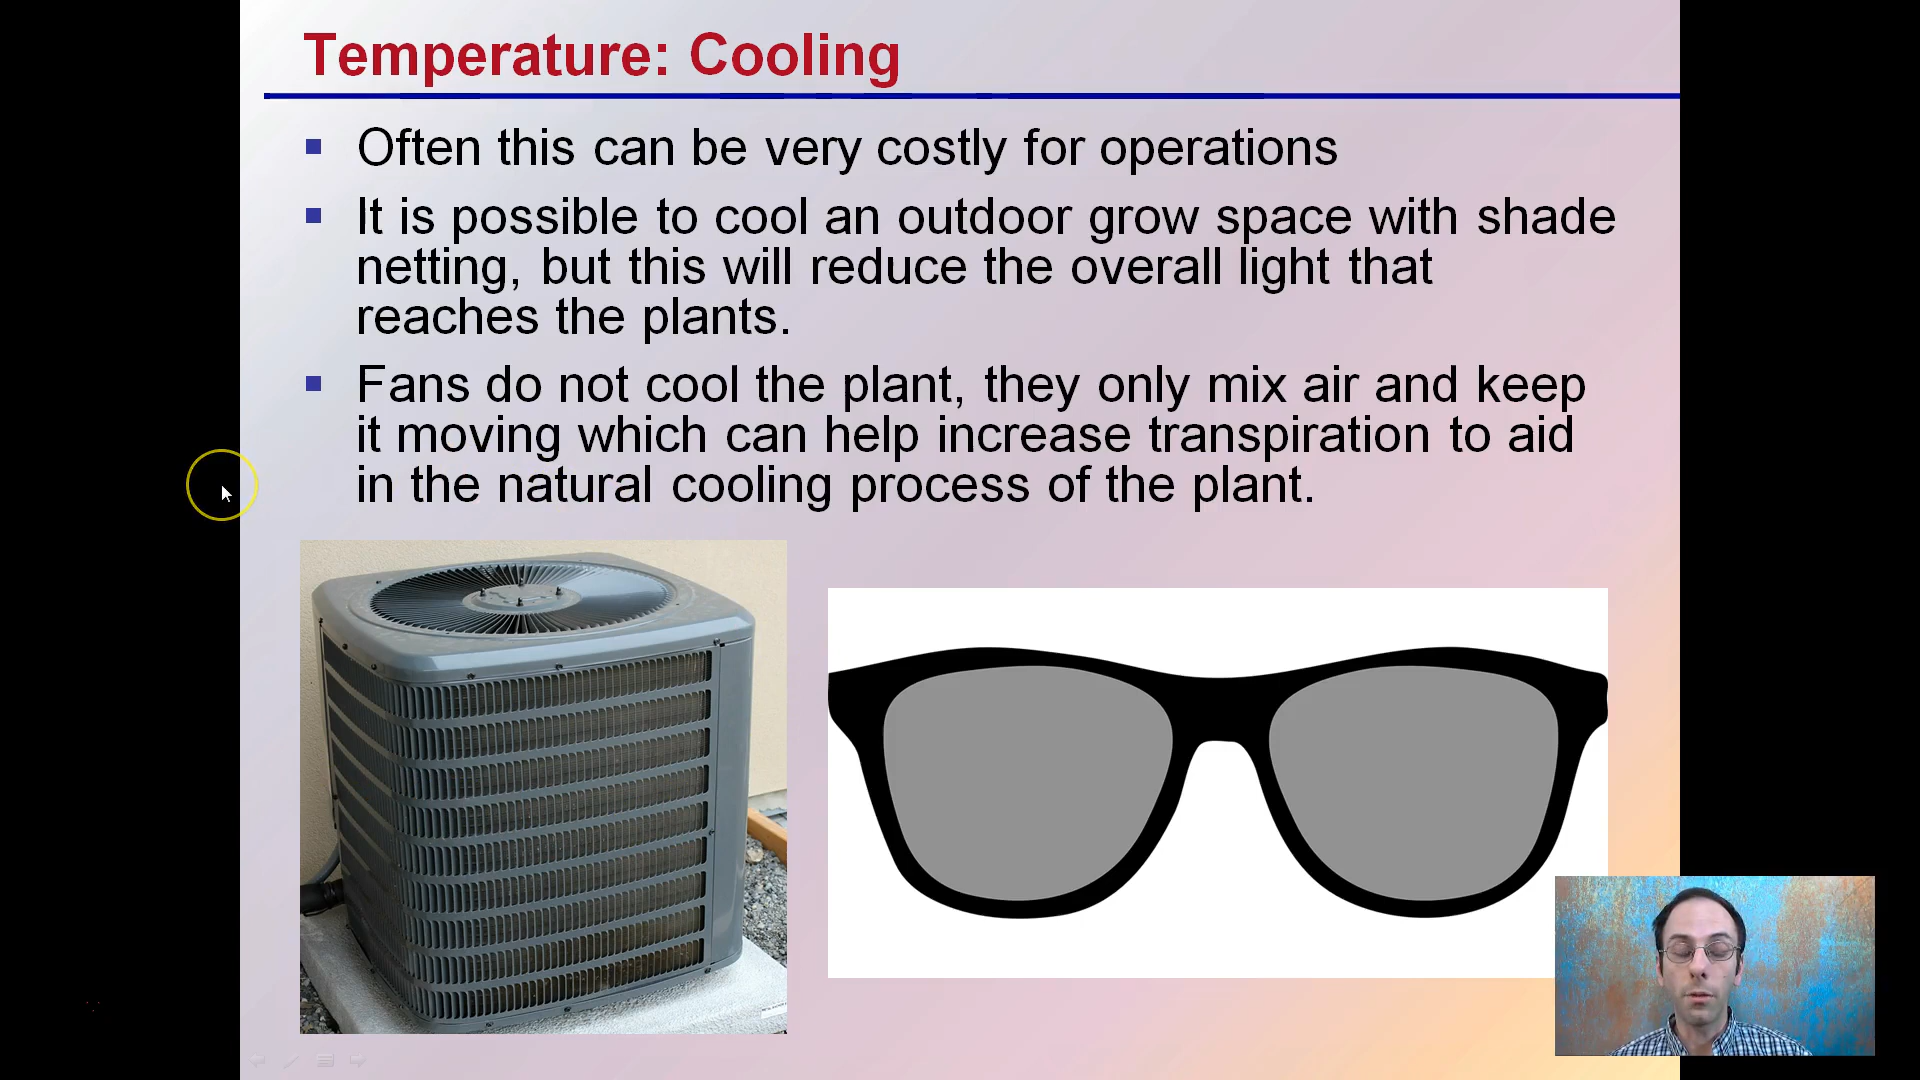 Temperature: Cooling
Often this can be very costly for operations
It is possible to cool an outdoor grow space with shade
netting, but this will reduce the overall light that
reaches the plants.
Fans do not cool the plant, they only mix air and keep
it moving which can help increase transpiration to aid
in the natural cooling process of the plant.